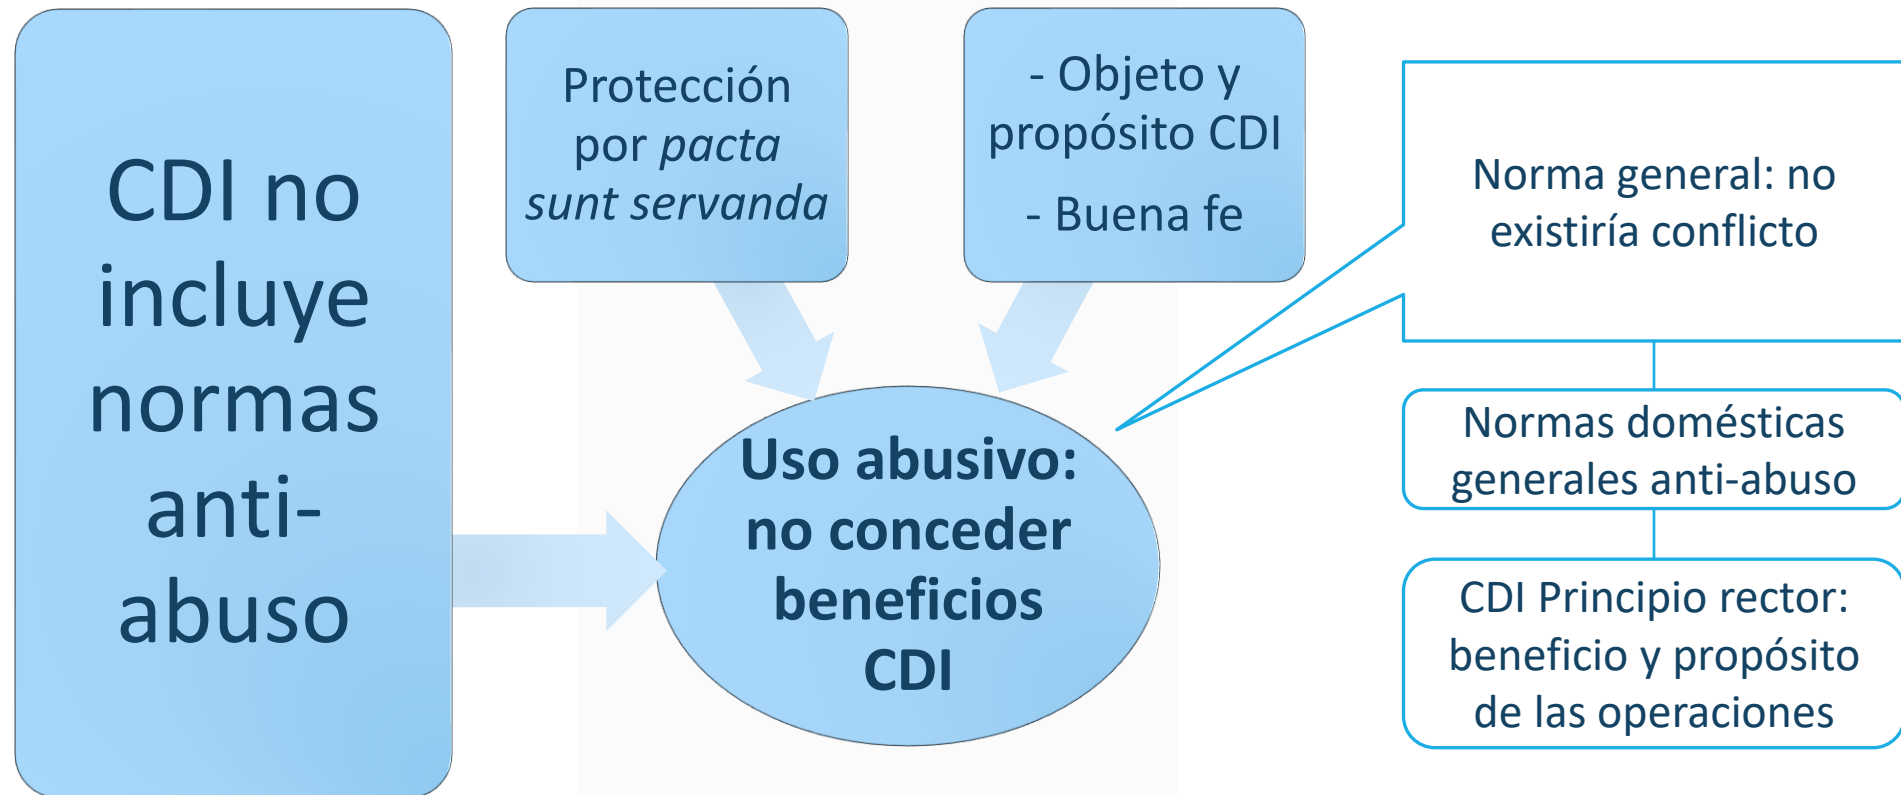 CDI no
incluye
normas
anti-
abuso
Protección
por pacta
sunt servanda
- Objeto y
propósito CDI
- Buena fe
Uso abusivo:
no conceder
beneficios
CDI
Norma general: no
existiría conflicto
Normas domésticas
generales anti-abuso
CDI Principio rector:
beneficio y propósito
de las operaciones